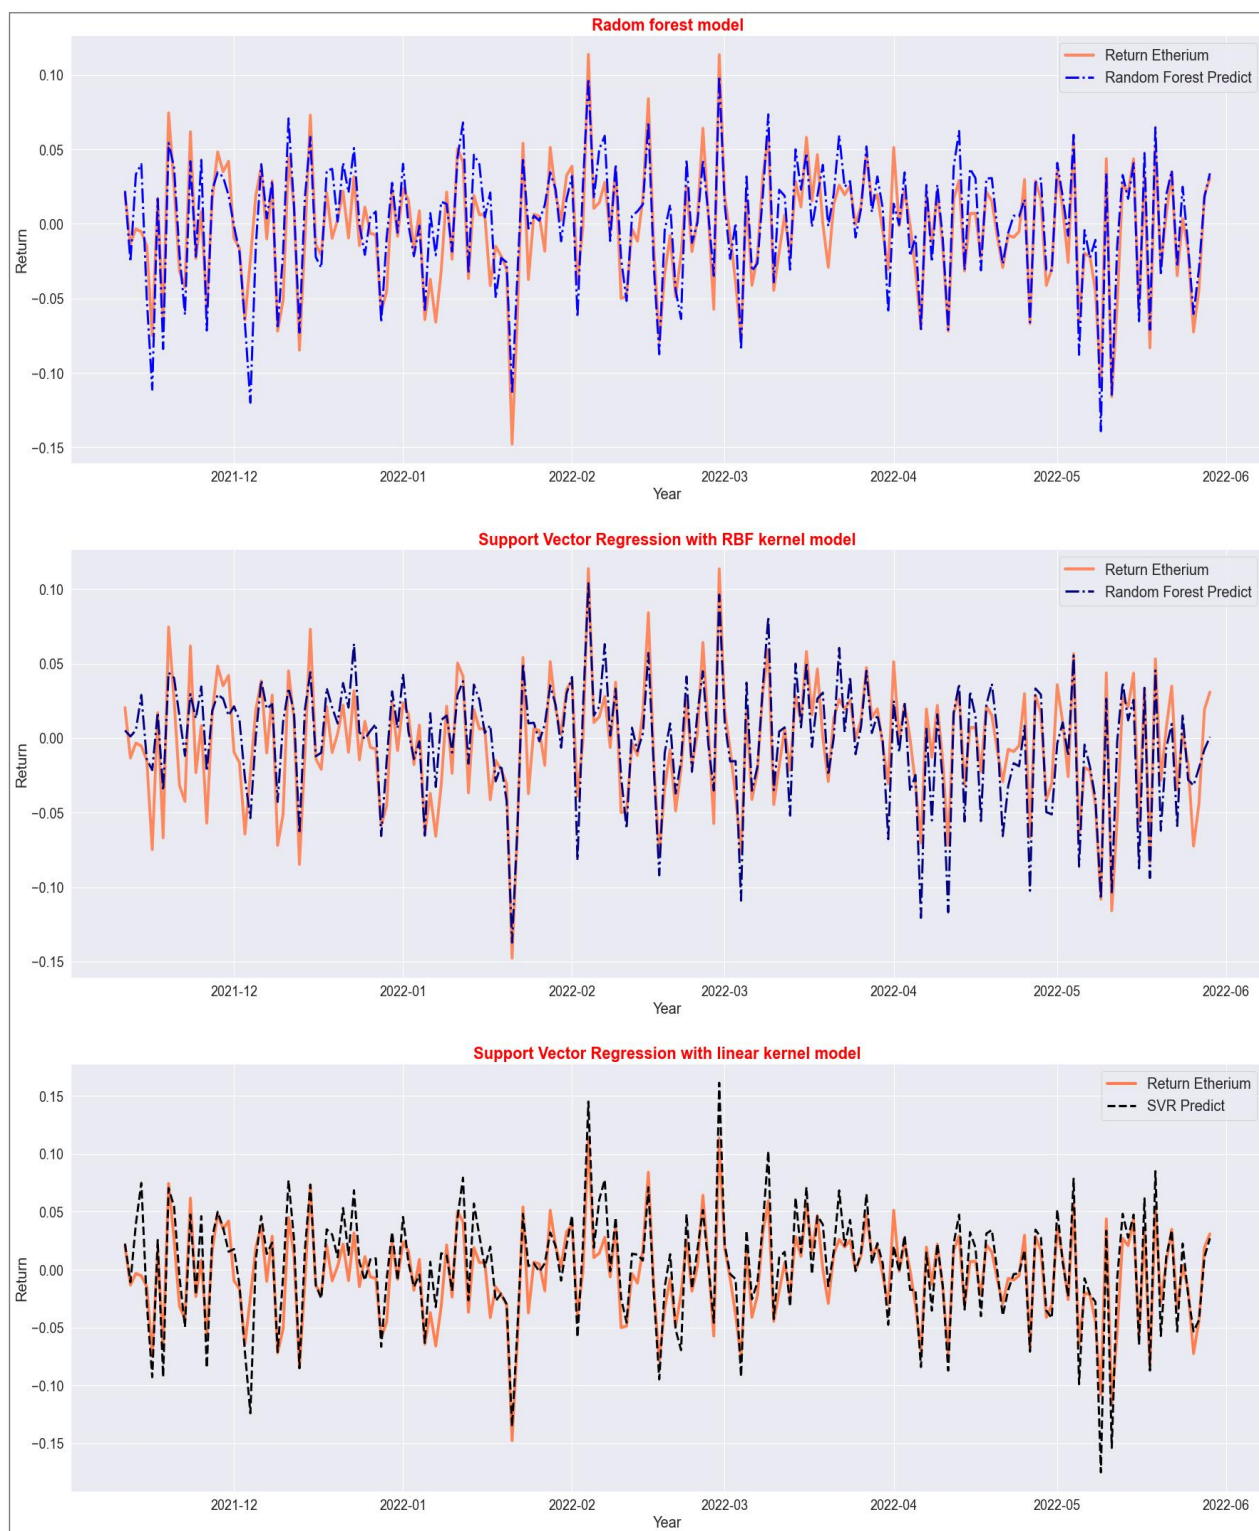 Radom forest model
Return Etherium
Random Forest Predict
0.10
0.05
0.00
−0.05
−0.10
−0.15
Return
2021-12 2022-01 2022-02 2022-03 2022-04 2022-05 2022-06
Year
Support Vector Regression with RBF kernel model
Return Etherium
Random Forest Predict
0.10
0.05
0.00
−0.05
−0.10
−0.15
Return
2021-12 2022-01 2022-02 2022-03 2022-04 2022-05 2022-06
Year
Support Vector Regression with linear kernel model
Return Etherium
SVR Predict
0.15
0.10
0.05
0.00
−0.05
−0.10
−0.15
Return
2021-12 2022-01 2022-02 2022-03 2022-04 2022-05 2022-06
Year